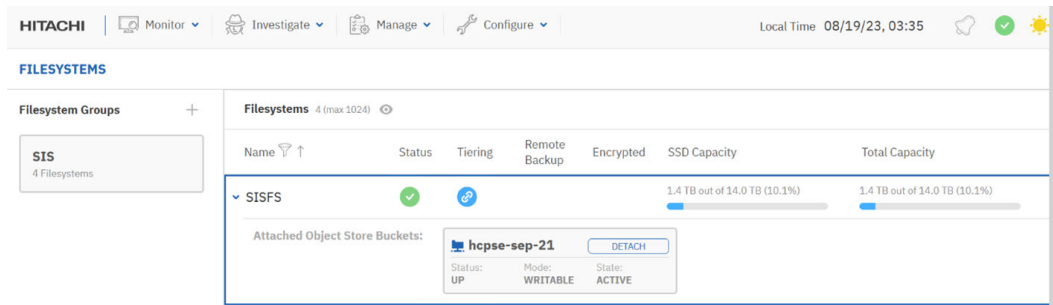 HITACHI Monitor Investigate Manage Configure Local Time 08/19/23, 03:35
FILESYSTEMS
Filesystem Groups +
SIS
4 Filesystems
Filesystems 4 (max 1024)
Name ↑ Status Tiering Remote Backup Encrypted SSD Capacity Total Capacity
SISFS 1.4 TB out of 14.0 TB (10.1%) 1.4 TB out of 14.0 TB (10.1%)
Attached Object Store Buckets:
hcpse-sep-21 DETACH
Status: Mode: State:
UP WRITABLE ACTIVE